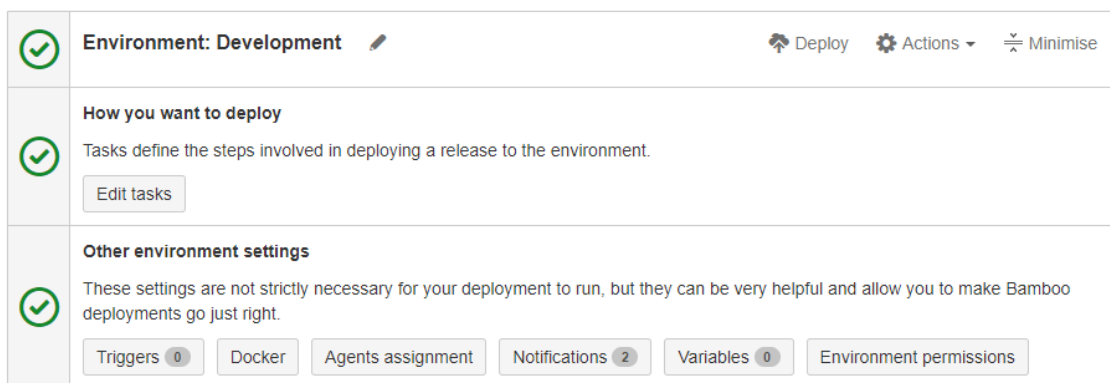 Environment: Development
Deploy Actions Minimise
How you want to deploy
Tasks define the steps involved in deploying a release to the environment.
Edit tasks
Other environment settings
These settings are not strictly necessary for your deployment to run, but they can be very helpful and allow you to make Bamboo
deployments go just right.
Triggers 0 Docker Agents assignment Notifications 2 Variables 0 Environment permissions